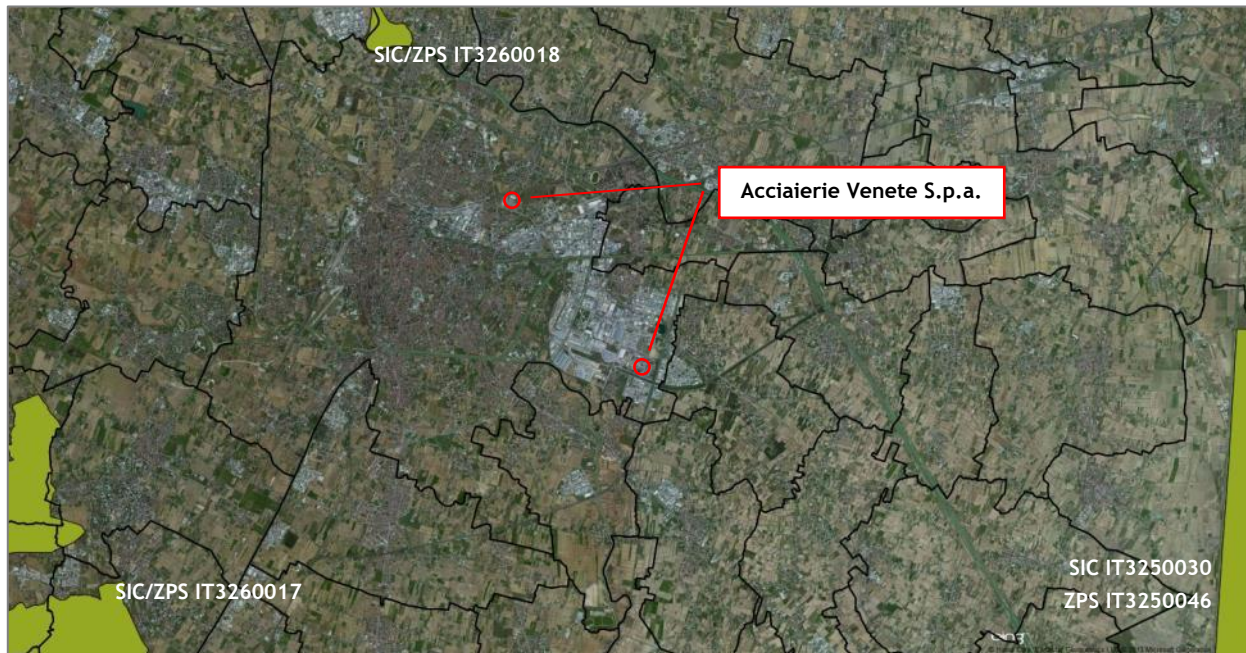 SIC/ZPS IT3260018
Acciaierie Venete S.p.a.
SIC IT3250030
SIC/ZPS IT3260017
ZPS IT3250046